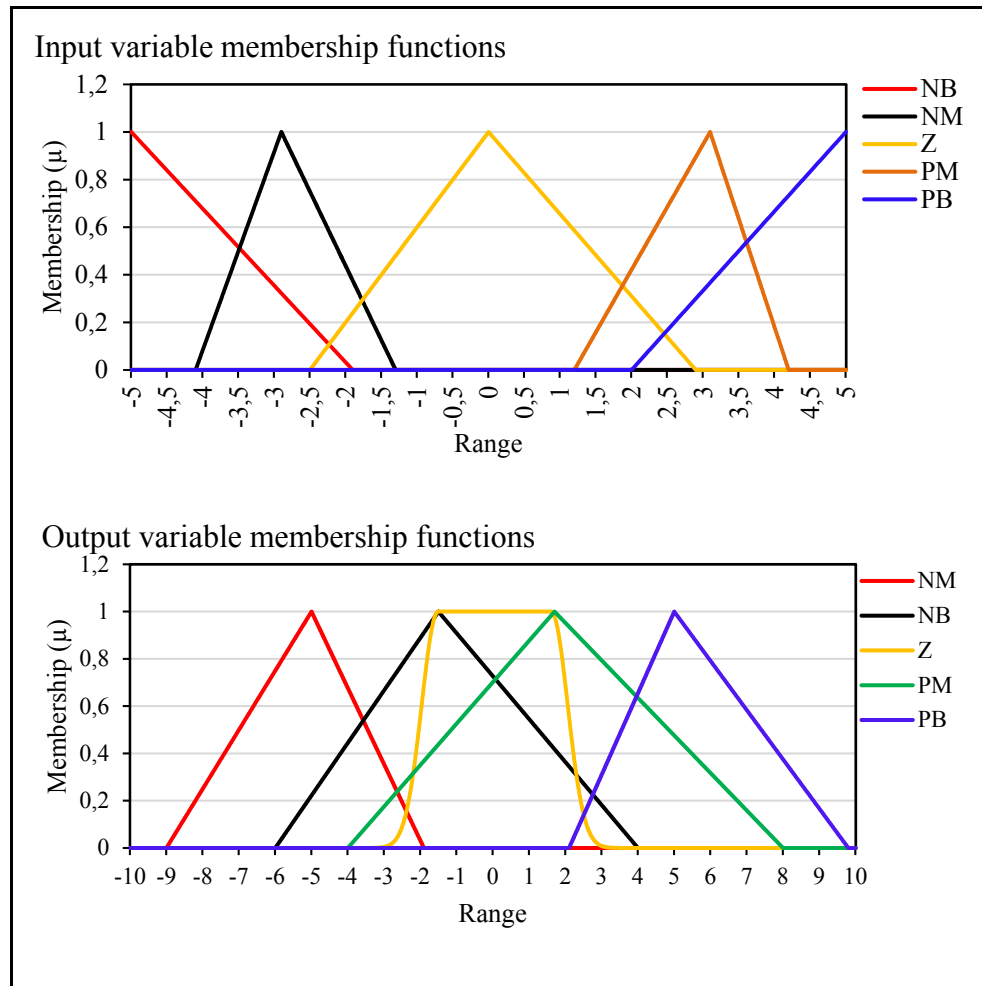 Input variable membership functions
1,2
1
0,8
0,6
0,4
0,2
0
Membership (µ)
-5
-4,5
-4
-3,5
-3
-2,5
-2
-1,5
-1
-0,5
0
0,5
1
1,5
2
2,5
3
3,5
4
4,5
5
Range
NB
NM
Z
PM
PB
Output variable membership functions
1,2
1
0,8
0,6
0,4
0,2
0
Membership (µ)
-10 -9 -8 -7 -6 -5 -4 -3 -2 -1 0 1 2 3 4 5 6 7 8 9 10
Range
NM
NB
Z
PM
PB